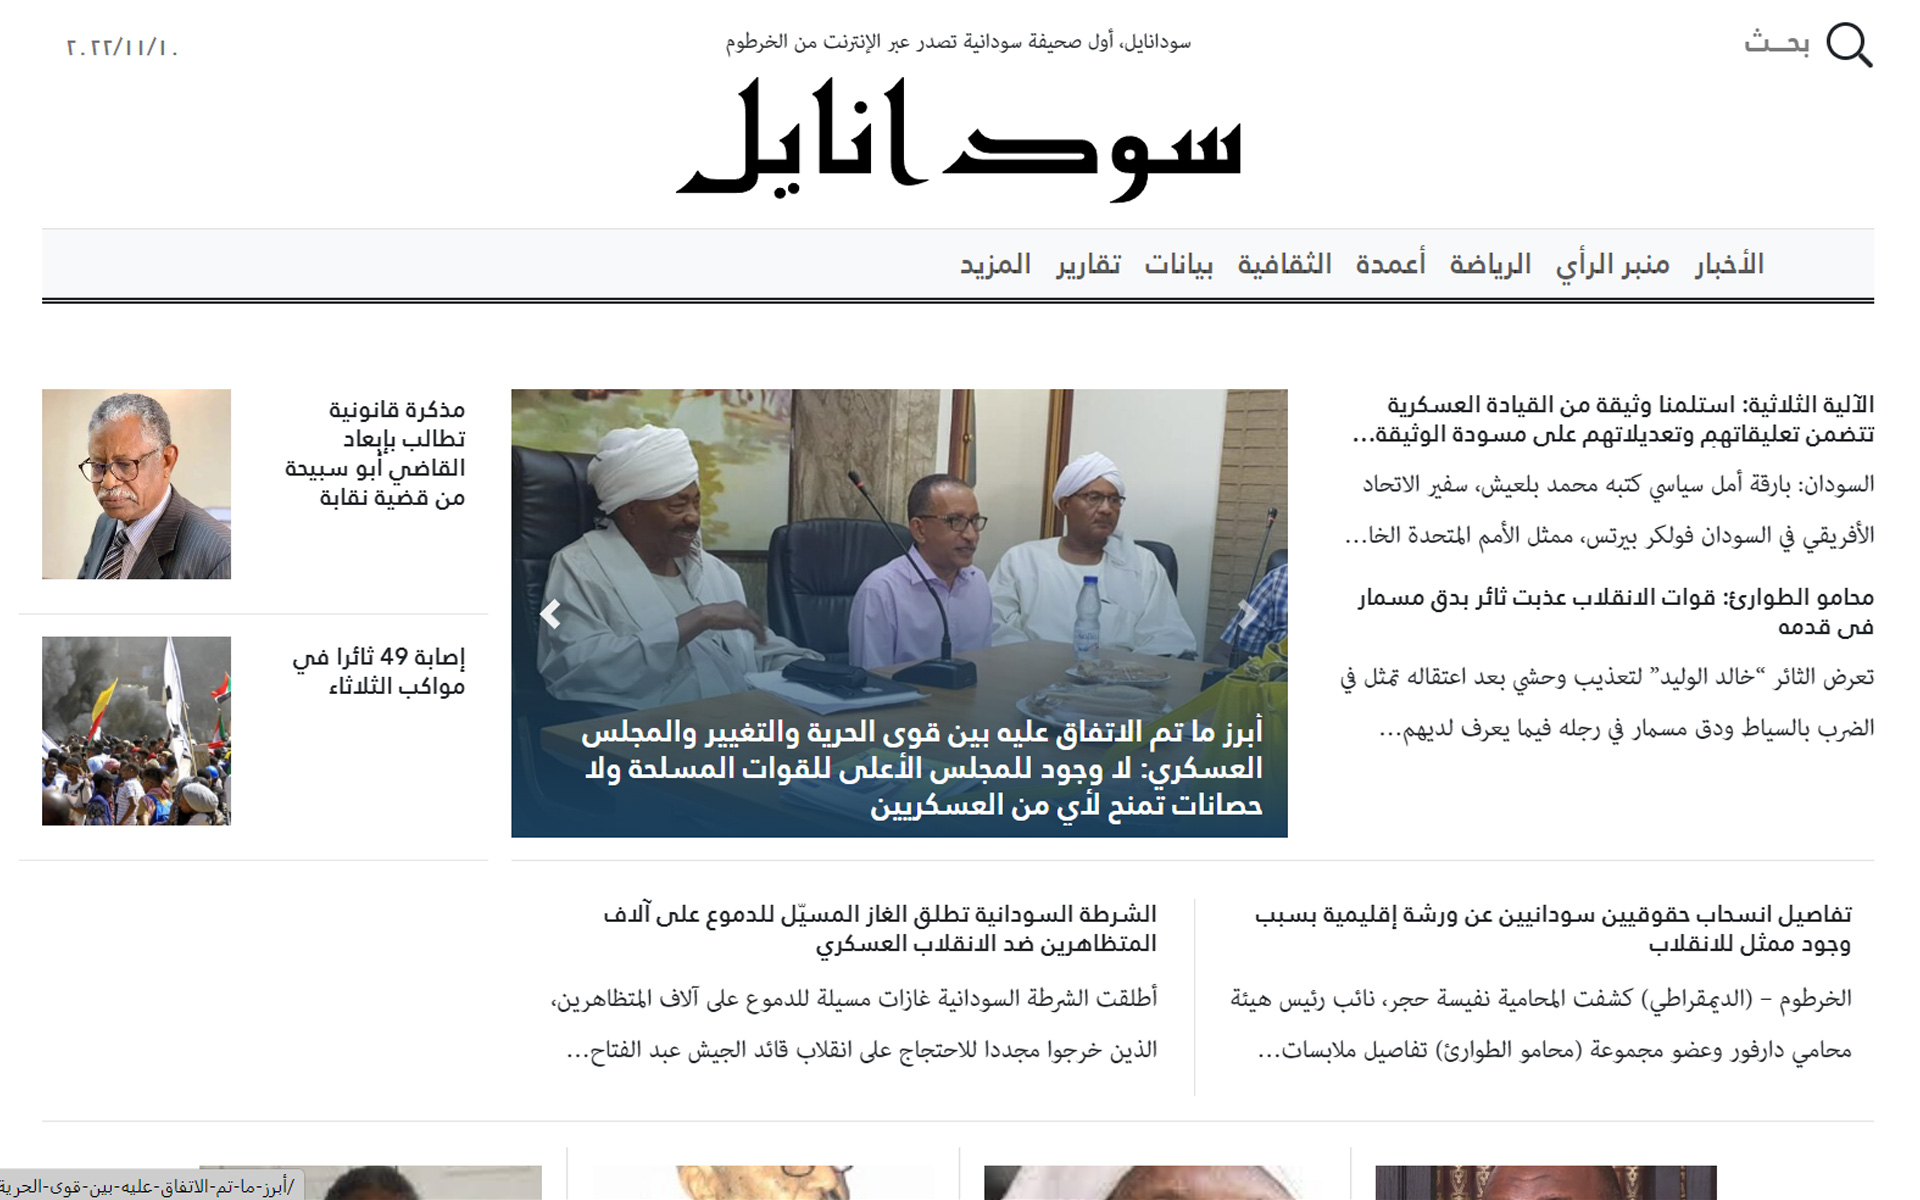 بحـــث
سودانايل، أول صحيفة سودانية تصدر عبر الإنترنت من الخرطوم
٢٠٢٢/١١/١٠
سودانايل
الأخبار منبر الرأي الرياضة أعمدة الثقافية بيانات تقارير المزيد
الآلية الثلاثية: استلمنا وثيقة من القيادة العسكرية
تتضمن تعليقاتهم وتعديلاتهم على مسودة الوثيقة...
السودان: بارقة أمل سياسي كتبه محمد بلعيش، سفير الاتحاد
الأفريقي في السودان فولكر بيرتس، ممثل الأمم المتحدة الخا...
محامو الطوارئ: قوات الانقلاب عذبت ثائر بدق مسمار
فى قدمه
تعرض الثائر “خالد الوليد” لتعذيب وحشي بعد اعتقاله تمثل في
الضرب بالسياط ودق مسمار في رجله فيما يعرف لديهم...
أبرز ما تم الاتفاق عليه بين قوى الحرية والتغيير والمجلس
العسكري: لا وجود للمجلس الأعلى للقوات المسلحة ولا
حصانات تمنح لأي من العسكريين
مذكرة قانونية
تطالب بإبعاد
القاضي أبو سبيحة
من قضية نقابة
إصابة 49 ثائرا في
مواكب الثلاثاء
تفاصيل انسحاب حقوقيين سودانيين عن ورشة إقليمية بسبب
وجود ممثل للانقلاب
الخرطوم – (الديمقراطي) كشفت المحامية نفيسة حجر، نائب رئيس هيئة
محامي دارفور وعضو مجموعة (محامو الطوارئ) تفاصيل ملابسات...
الشرطة السودانية تطلق الغاز المسيّل للدموع على آلاف
المتظاهرين ضد الانقلاب العسكري
أطلقت الشرطة السودانية غازات مسيلة للدموع على آلاف المتظاهرين،
الذين خرجوا مجددا للاحتجاج على انقلاب قائد الجيش عبد الفتاح...
/أبرز-ما-تم-الاتفاق-عليه-بين-قوى-الحرية